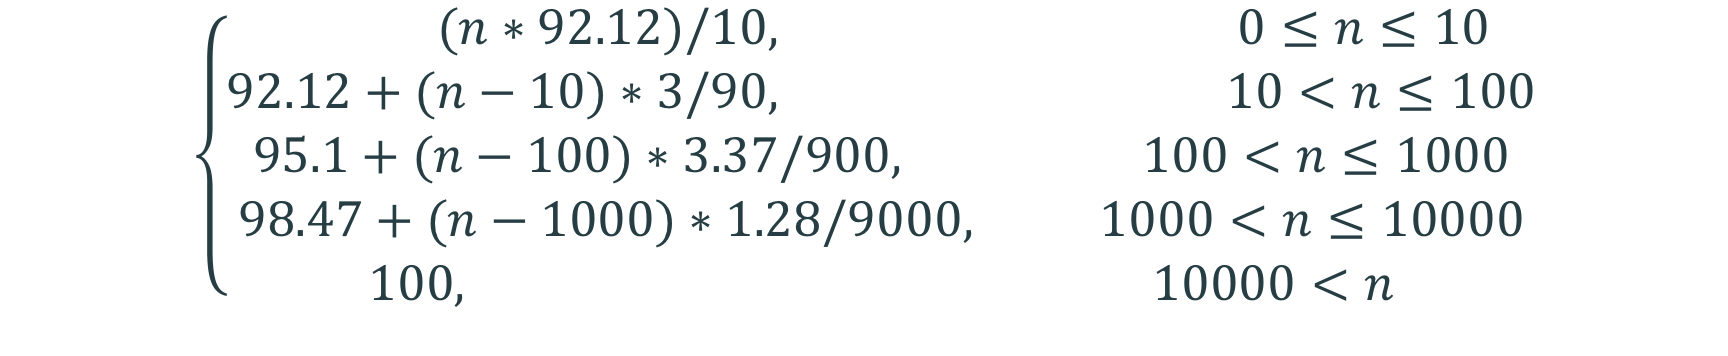 (n ∗ 92.12)/10, 0 ≤ n ≤ 10
92.12 + (n − 10) ∗ 3/90, 10 < n ≤ 100
95.1 + (n − 100) ∗ 3.37/900, 100 < n ≤ 1000
98.47 + (n − 1000) ∗ 1.28/9000, 1000 < n ≤ 10000
100, 10000 < n